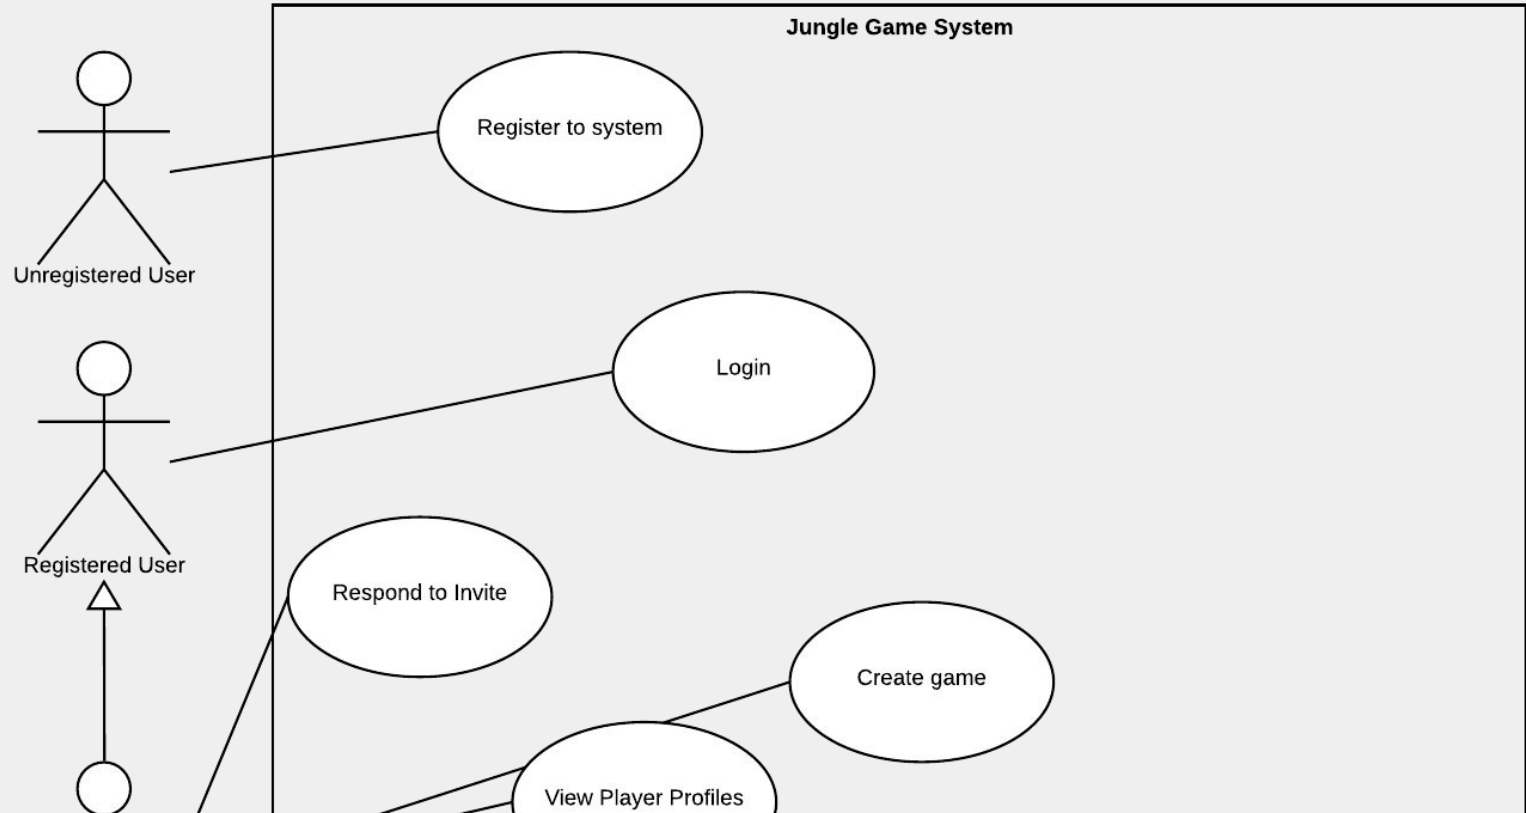 Jungle Game System
Register to system
Unregistered User
Login
Registered User
Respond to Invite
Create game
View Player Profiles